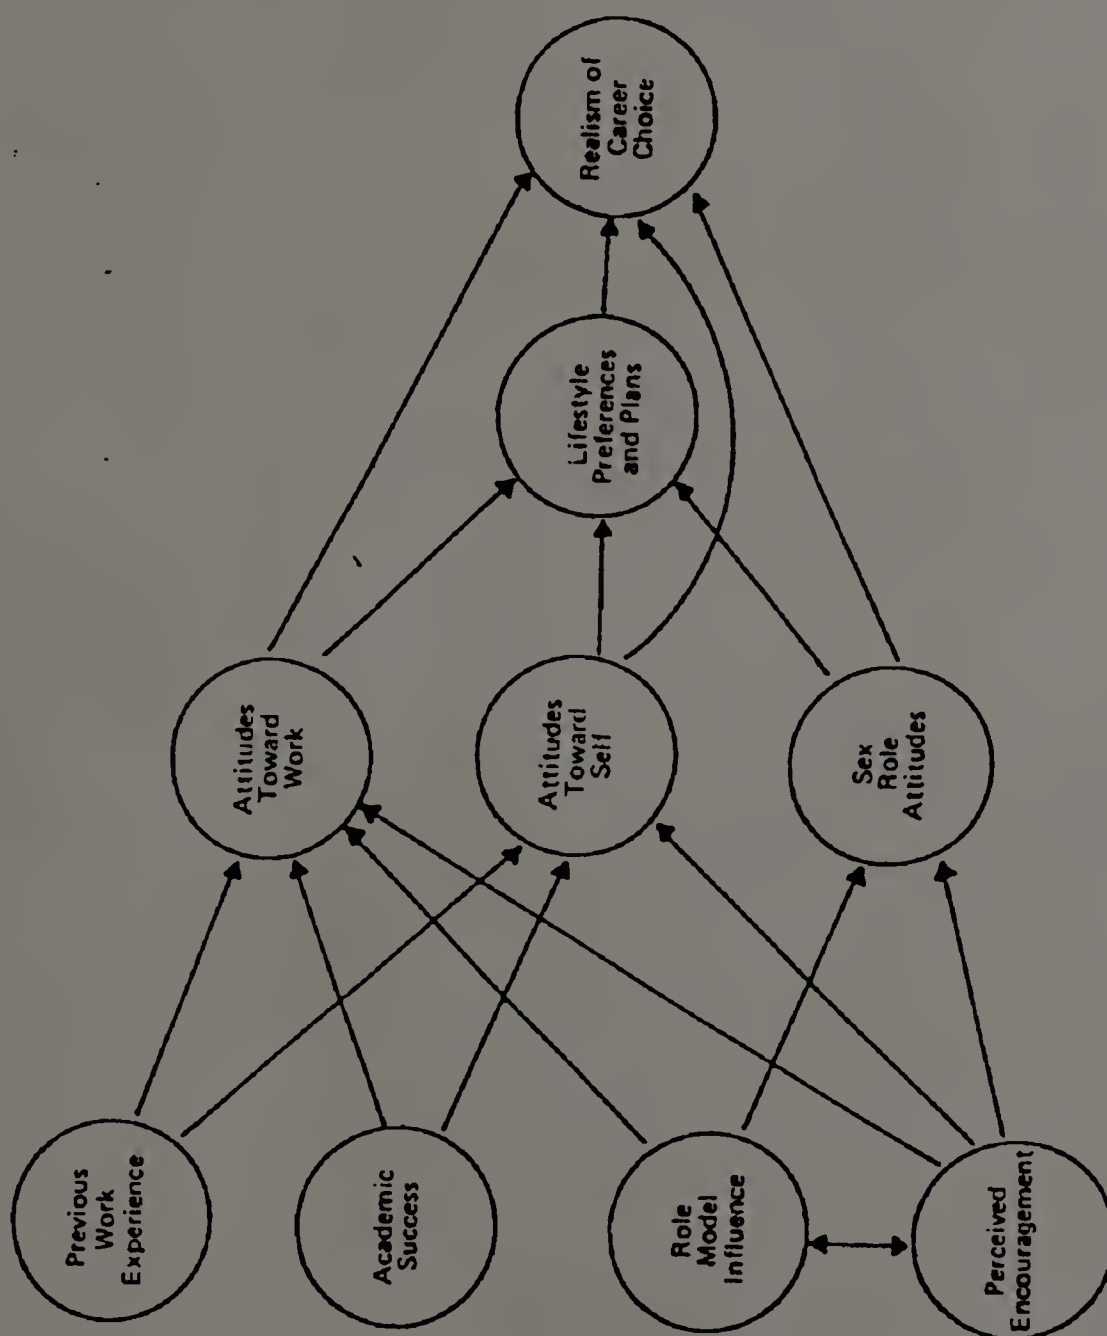 Previous
Work
Experience
Academic
Success
Role
Model
Influence
Perceived
Encouragement
Attitudes
Toward
Work
Attitudes
Toward
Self
Sex
Role
Attitudes
Lifestyle
Preferences
and Plans
Realism of
Career
Choice